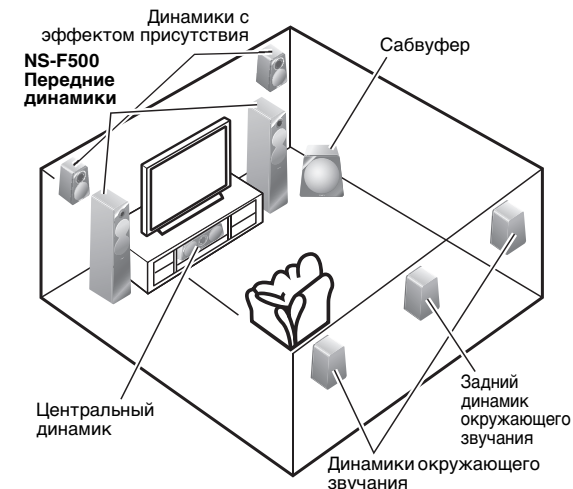 Динамики с
эффектом присутствия
NS-F500
Передние
динамики
Сабвуфер
Центральный
динамик
Задний
динамик
окружающего
звучания
Динамики окружающего
звучания